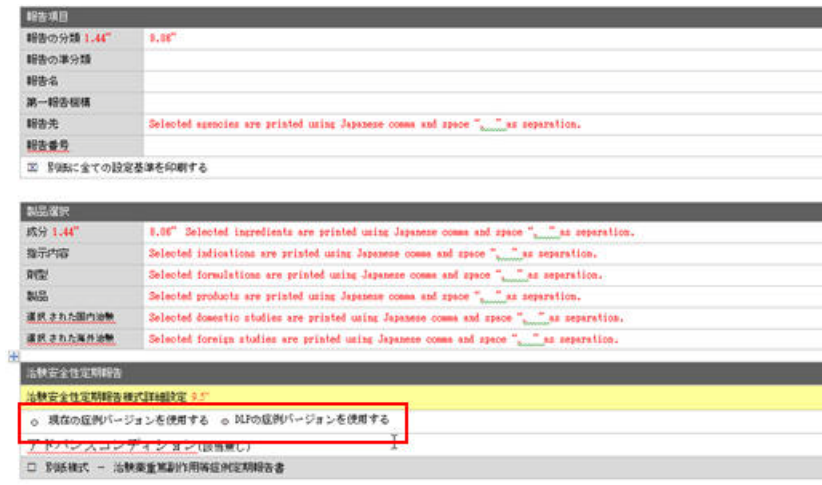 報告項目
報告の分類 1.44" 8.06"
報告の準分類
報告名
第一報告機構
報告先 Selected agencies are printed using Japanese comma and space "、 " as separation.
報告番号
☒ 別紙に全ての設定基準を印刷する
製品選択
成分 1.44" 8.06" Selected ingredients are printed using Japanese comma and space "、 " as separation.
指示内容 Selected indications are printed using Japanese comma and space "、 " as separation.
剤型 Selected formulations are printed using Japanese comma and space "、 " as separation.
製品 Selected products are printed using Japanese comma and space "、 " as separation.
選択された国内治験 Selected domestic studies are printed using Japanese comma and space "、 " as separation.
選択された海外治験 Selected foreign studies are printed using Japanese comma and space "、 " as separation.
治験安全性定期報告
治験安全性定期報告様式詳細設定 9.5"
○ 現在の症例バージョンを使用する ○ DLPの症例バージョンを使用する
アドバンスコンディション(該当無し)
☐ 別紙様式 - 治験薬重篤副作用等症例定期報告書